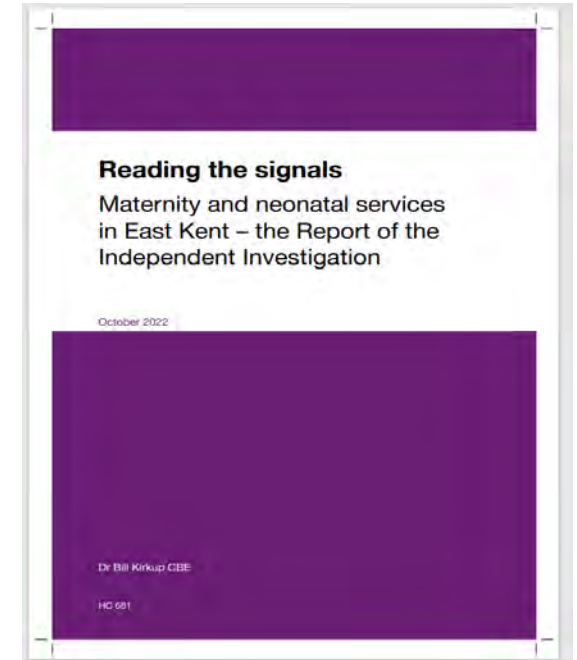 Reading the signals
Maternity and neonatal services
in East Kent – the Report of the
Independent Investigation
October 2022
Dr Bill Kirkup CBE
HC 681